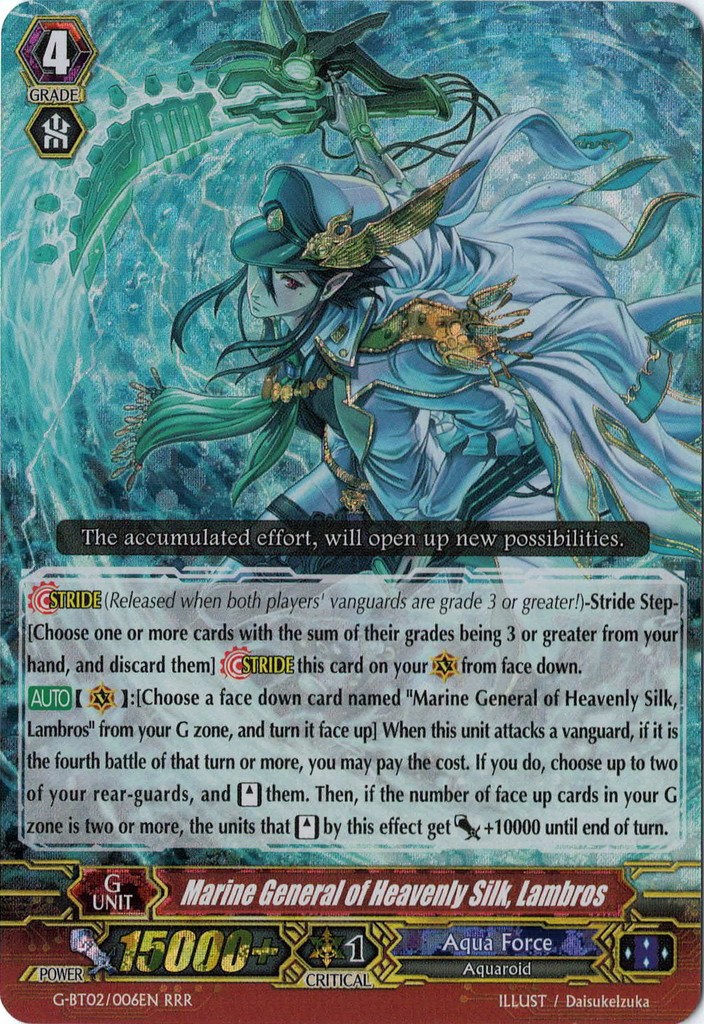 4
GRADE
The accumulated effort, will open up new possibilities.
STRIDE (Released when both players' vanguards are grade 3 or greater!)-Stride Step-
[Choose one or more cards with the sum of their grades being 3 or greater from your
hand, and discard them] STRIDE this card on your V from face down.
AUTO【 V 】:[Choose a face down card named "Marine General of Heavenly Silk,
Lambros" from your G zone, and turn it face up] When this unit attacks a vanguard, if it is
the fourth battle of that turn or more, you may pay the cost. If you do, choose up to two
of your rear-guards, and them. Then, if the number of face up cards in your G
zone is two or more, the units that by this effect get +10000 until end of turn.
G
UNIT
Marine General of Heavenly Silk, Lambros
POWER 15000+
1
CRITICAL
Aqua Force
Aquaroid
G-BT02/006EN RRR
ILLUST / DaisukeIzuka